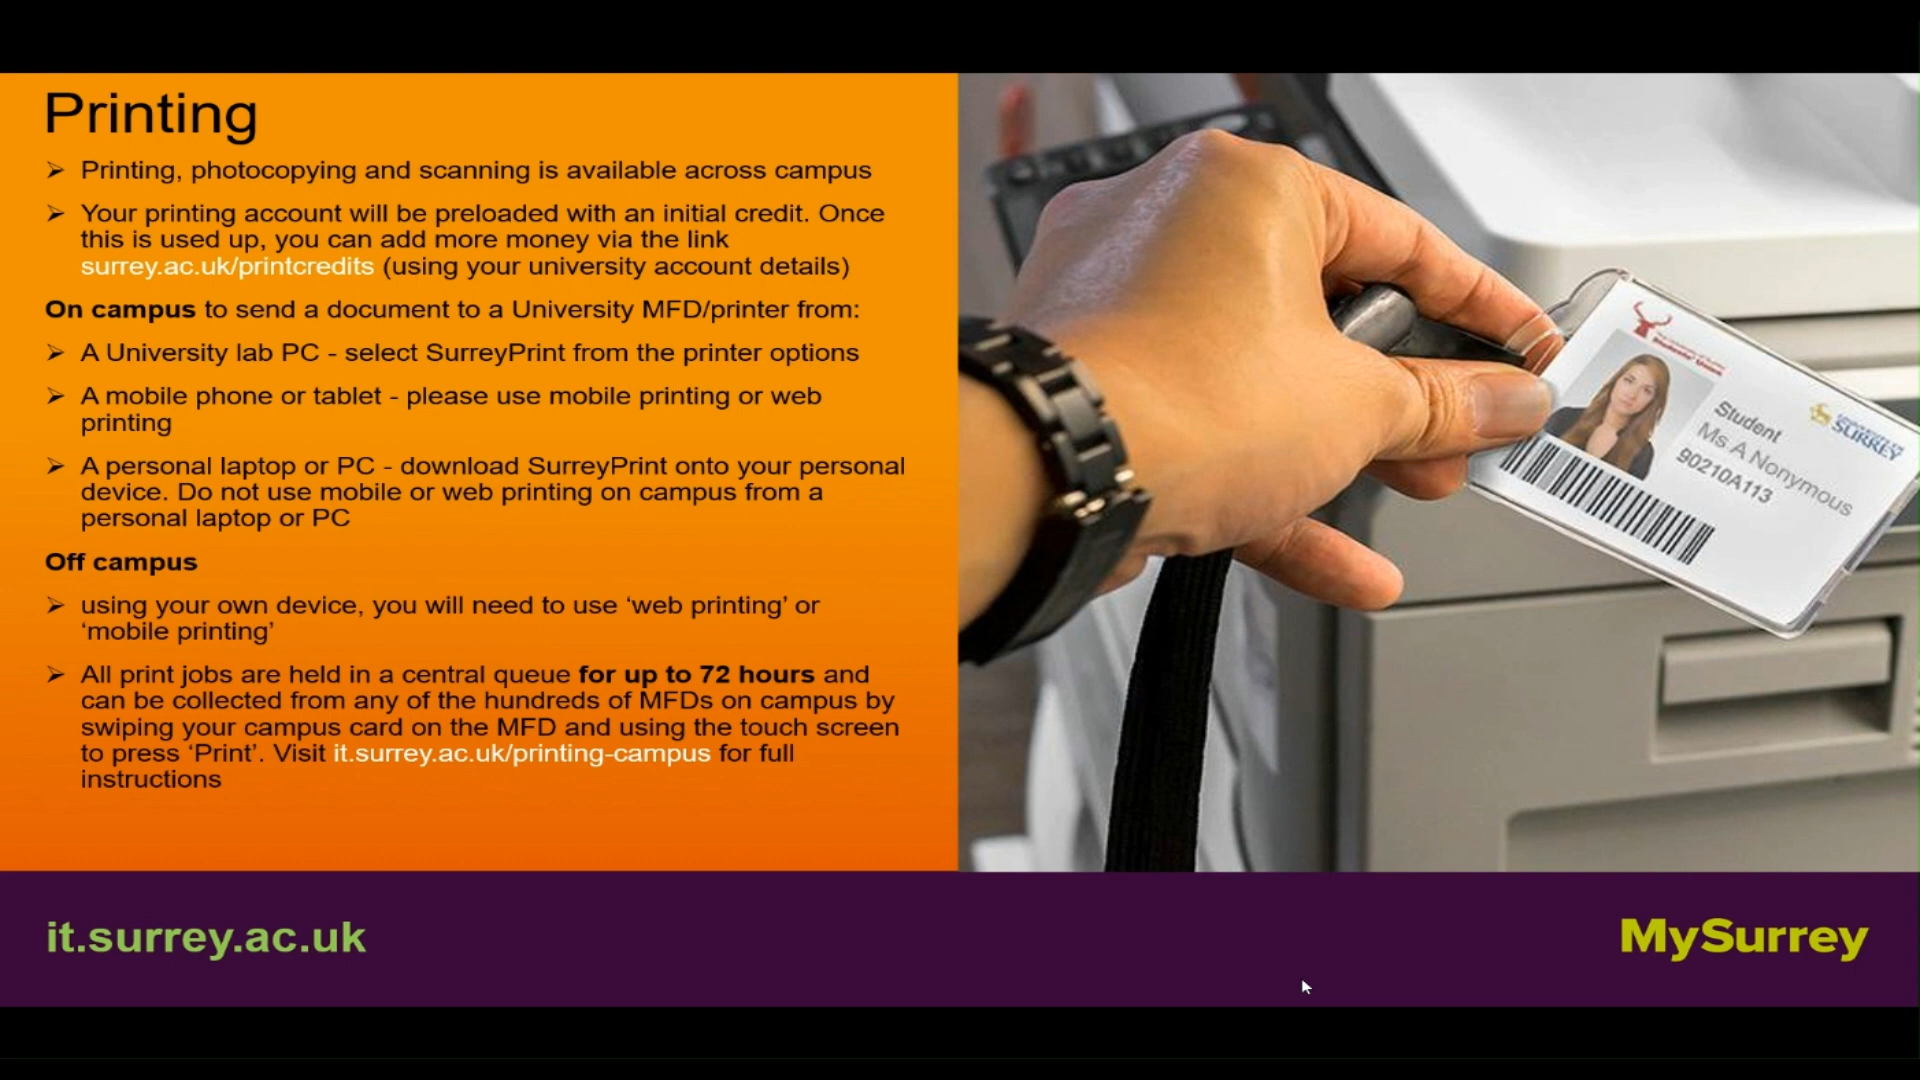 Printing
➢ Printing, photocopying and scanning is available across campus
➢ Your printing account will be preloaded with an initial credit. Once
this is used up, you can add more money via the link
surrey.ac.uk/printcredits (using your university account details)
On campus to send a document to a University MFD/printer from:
➢ A University lab PC - select SurreyPrint from the printer options
➢ A mobile phone or tablet - please use mobile printing or web
printing
➢ A personal laptop or PC - download SurreyPrint onto your personal
device. Do not use mobile or web printing on campus from a
personal laptop or PC
Off campus
➢ using your own device, you will need to use ‘web printing’ or
‘mobile printing’
➢ All print jobs are held in a central queue for up to 72 hours and
can be collected from any of the hundreds of MFDs on campus by
swiping your campus card on the MFD and using the touch screen
to press ‘Print’. Visit it.surrey.ac.uk/printing-campus for full
instructions
Students' Union
Student
Ms A Nonymous
90210A113
UNIVERSITY OF
SURREY
it.surrey.ac.uk
MySurrey